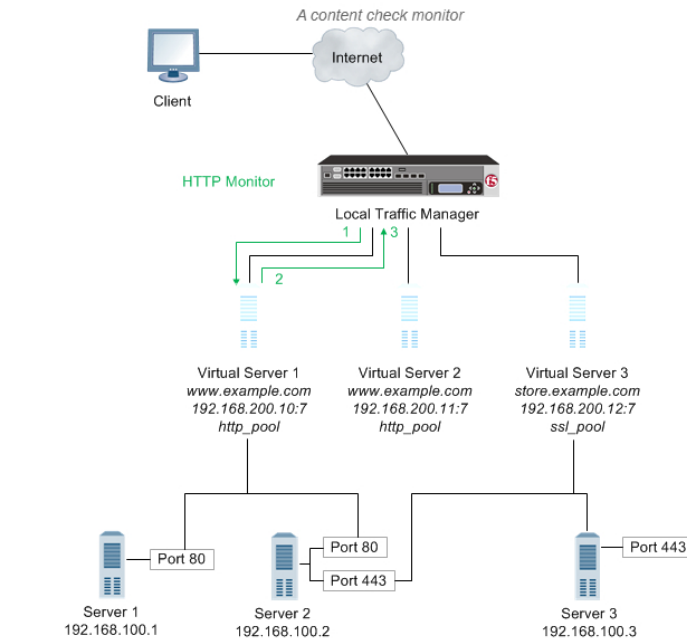 A content check monitor
Internet
Client
HTTP Monitor
f5
Local Traffic Manager
1
3
2
Virtual Server 1
www.example.com
192.168.200.10:7
http_pool
Virtual Server 2
www.example.com
192.168.200.11:7
http_pool
Virtual Server 3
store.example.com
192.168.200.12:7
ssl_pool
Port 80
Port 80
Port 443
Port 443
Server 1
192.168.100.1
Server 2
192.168.100.2
Server 3
192.168.100.3